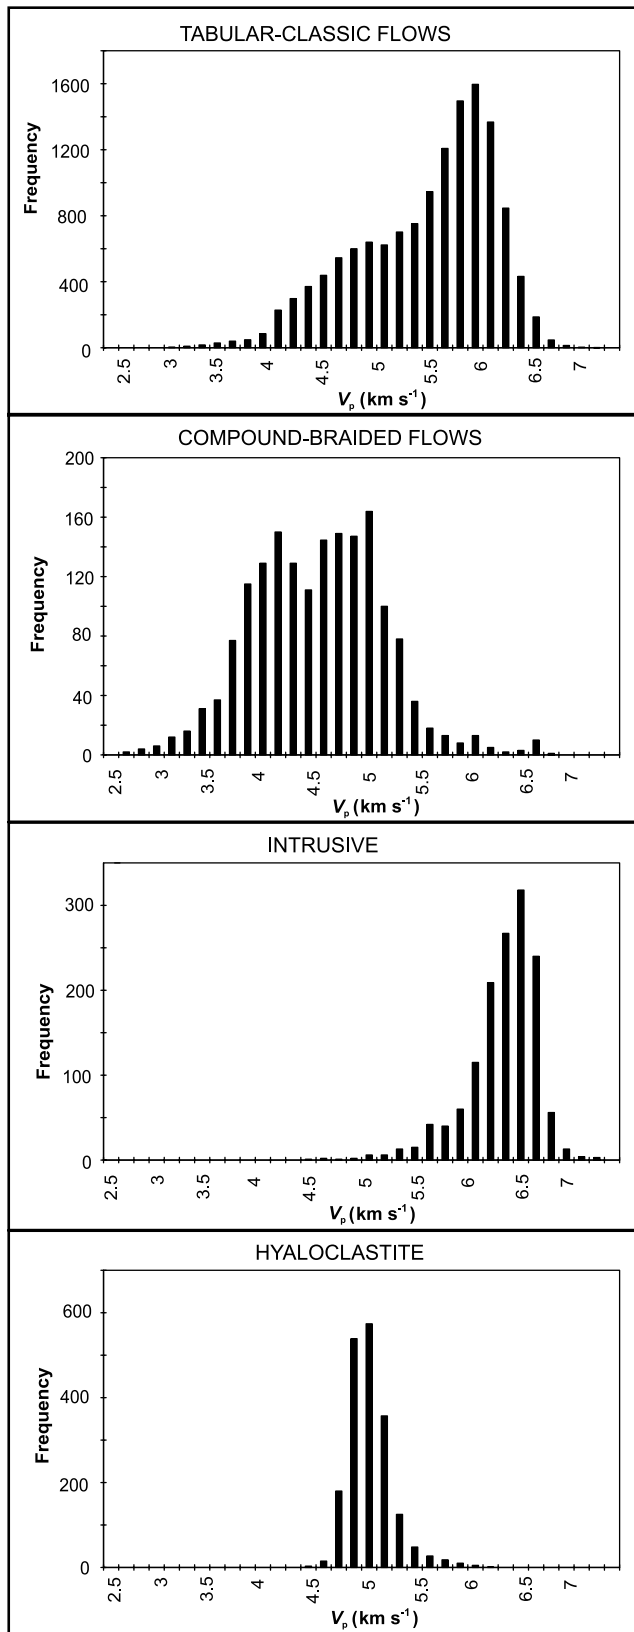 TABULAR-CLASSIC FLOWS
1600
1200
800
400
0
Frequency
2.5 3 3.5 4 4.5 5 5.5 6 6.5 7
Vp (km s-1)
COMPOUND-BRAIDED FLOWS
200
160
120
80
40
0
Frequency
2.5 3 3.5 4 4.5 5 5.5 6 6.5 7
Vp (km s-1)
INTRUSIVE
300
200
100
0
Frequency
2.5 3 3.5 4 4.5 5 5.5 6 6.5 7
Vp (km s-1)
HYALOCLASTITE
600
400
200
0
Frequency
2.5 3 3.5 4 4.5 5 5.5 6 6.5 7
Vp (km s-1)